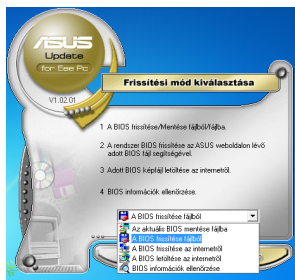 ASUS
Update
for Eee Pc
V1.02.01
Frissítési mód kiválasztása
1 A BIOS frissítése/Mentése fájlból/fájlba.
2 A rendszer BIOS frissítése az ASUS weboldalon lévő
adott BIOS fájl segítségével.
3 Adott BIOS képfájl letöltése az internetről.
4 BIOS információk ellenőrzése.
A BIOS frissítése fájlból
Az aktuális BIOS mentése fájlba
A BIOS frissítése fájlból
A BIOS frissítése az internetről
A BIOS letöltése az internetről
BIOS információk ellenőrzése